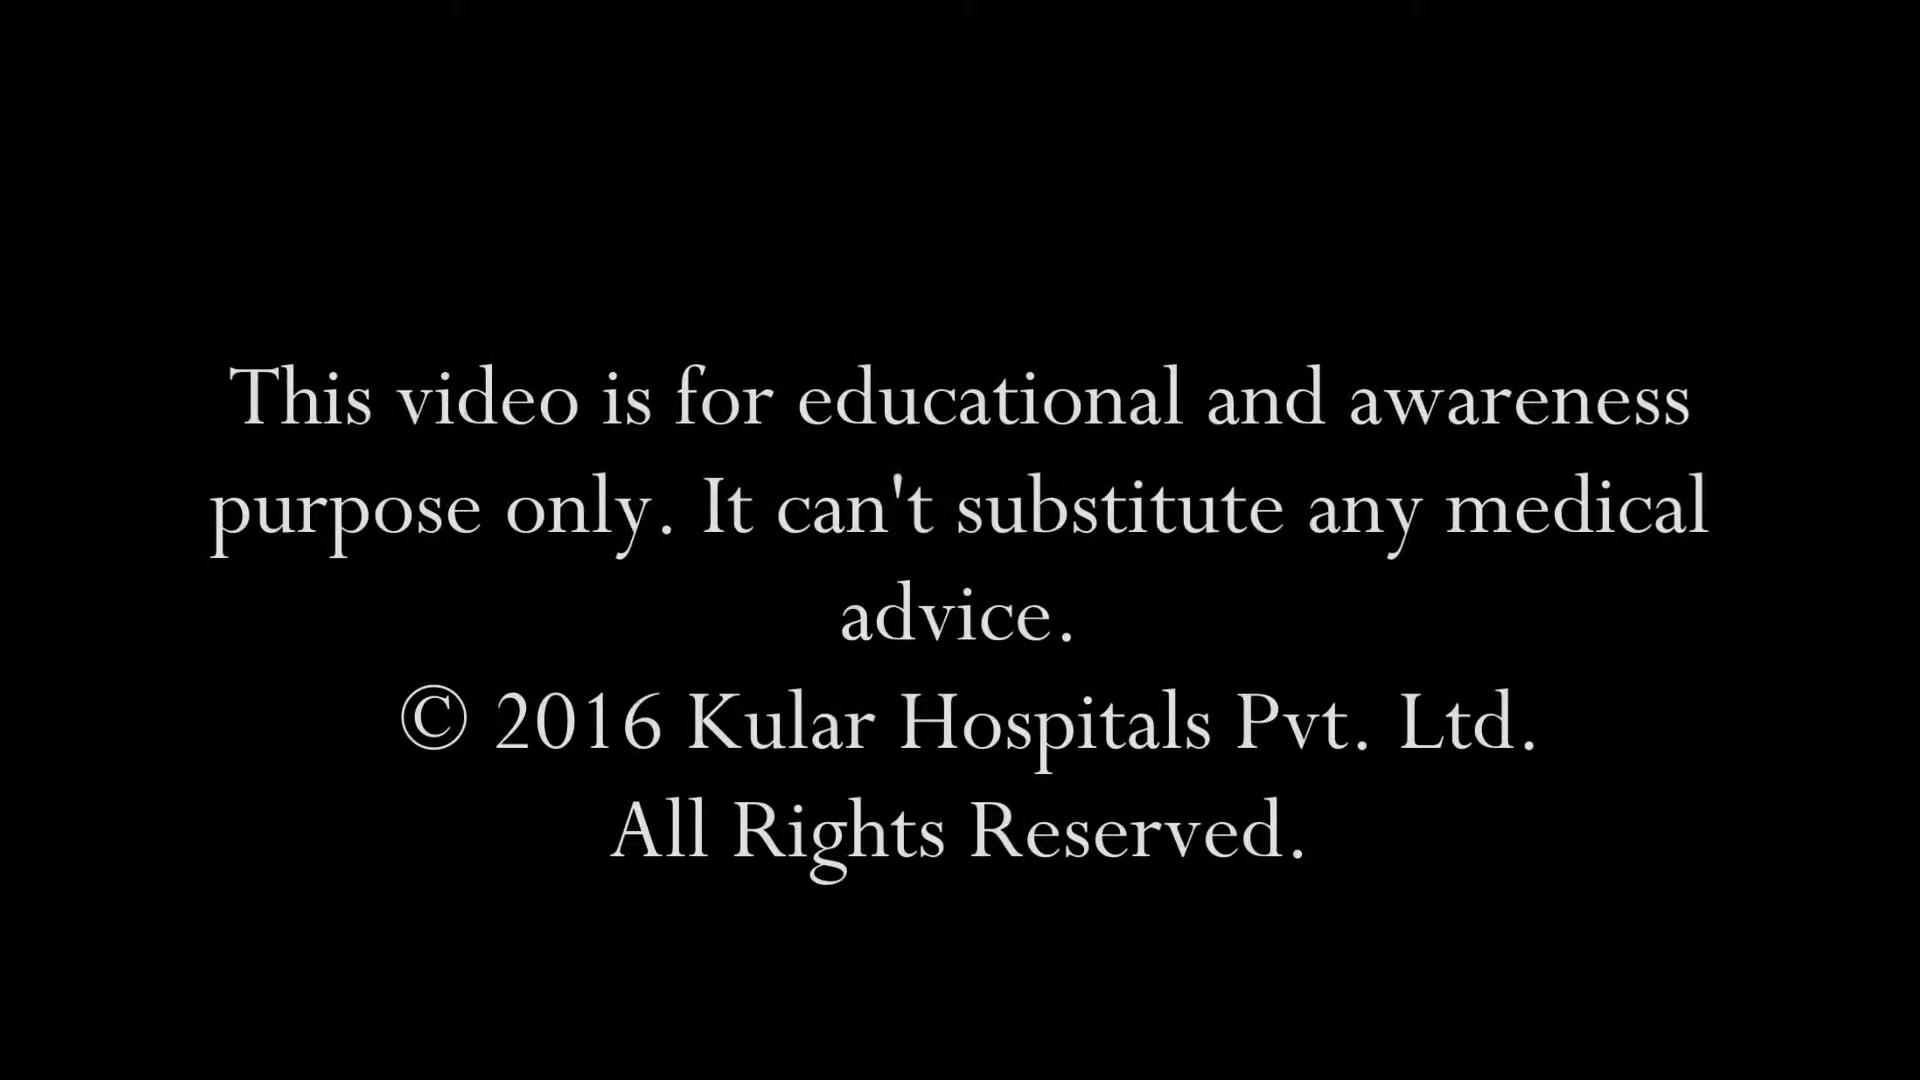 This video is for educational and awareness
purpose only. It can't substitute any medical
advice.
© 2016 Kular Hospitals Pvt. Ltd.
All Rights Reserved.